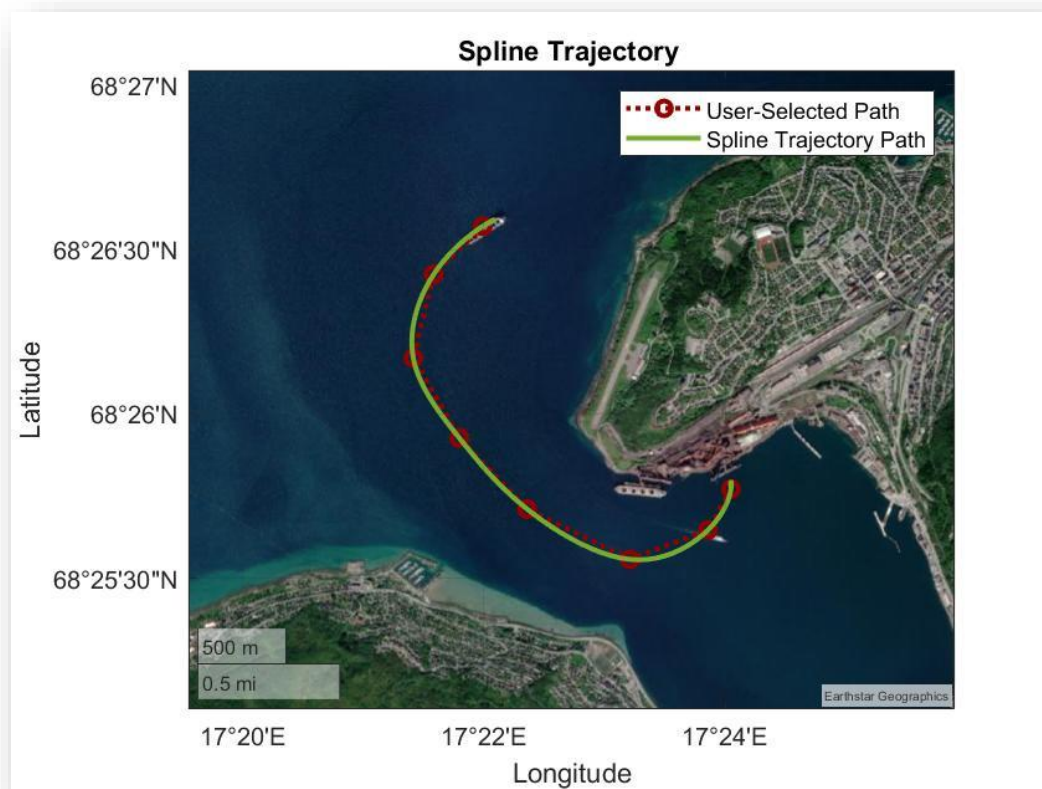 Spline Trajectory
68°27'N
User-Selected Path
Spline Trajectory Path
68°26'30"N
Latitude
68°26'N
68°25'30"N
500 m
0.5 mi
Earthstar Geographics
17°20'E
17°22'E
17°24'E
Longitude